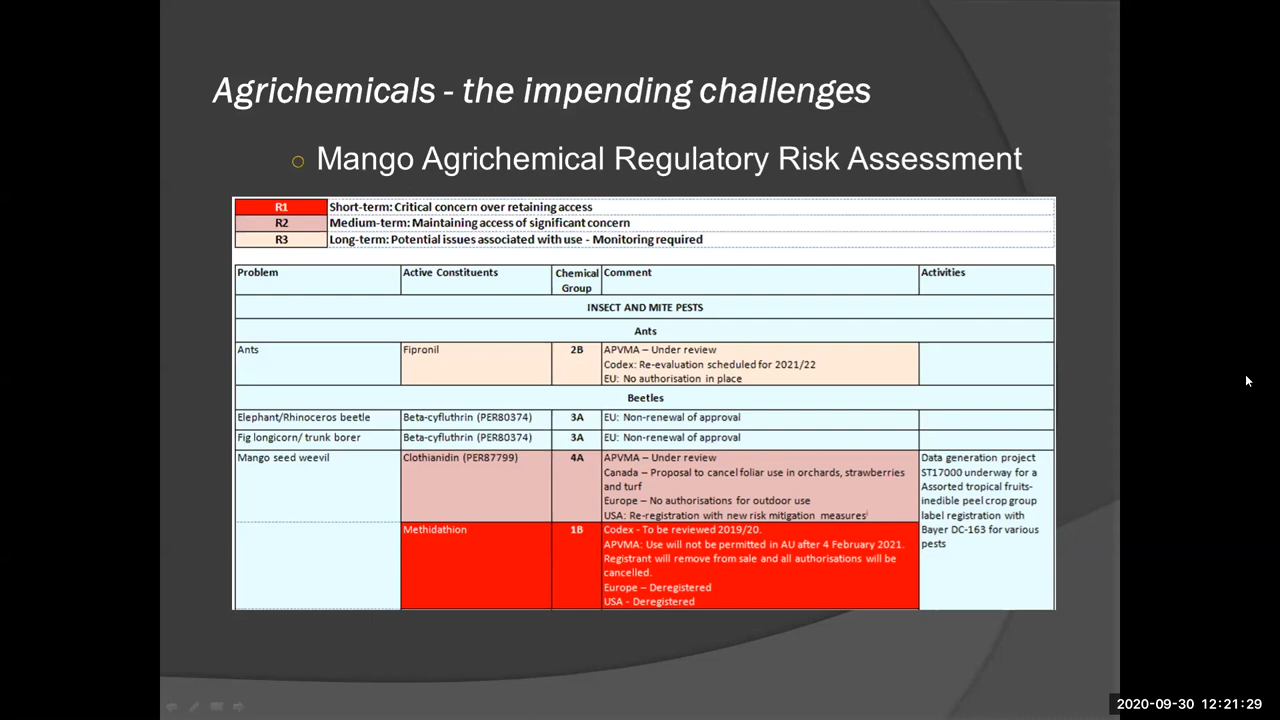 Agrichemicals - the impending challenges
Mango Agrichemical Regulatory Risk Assessment
R1 Short-term: Critical concern over retaining access
R2 Medium-term: Maintaining access of significant concern
R3 Long-term: Potential issues associated with use - Monitoring required
Problem Active Constituents Chemical Group Comment Activities
INSECT AND MITE PESTS
Ants
Ants Fipronil 2B APVMA – Under review
Codex: Re-evaluation scheduled for 2021/22
EU: No authorisation in place
Beetles
Elephant/Rhinoceros beetle Beta-cyfluthrin (PER80374) 3A EU: Non-renewal of approval
Fig longicorn/ trunk borer Beta-cyfluthrin (PER80374) 3A EU: Non-renewal of approval
Mango seed weevil Clothianidin (PER87799) 4A APVMA – Under review
Canada – Proposal to cancel foliar use in orchards, strawberries
and turf
Europe – No authorisations for outdoor use
USA: Re-registration with new risk mitigation measures
Data generation project
ST17000 underway for a
Assorted tropical fruits-
inedible peel crop group
label registration with
Bayer DC-163 for various
pests
Methidathion 1B Codex - To be reviewed 2019/20.
APVMA: Use will not be permitted in AU after 4 February 2021.
Registrant will remove from sale and all authorisations will be
cancelled.
Europe – Deregistered
USA - Deregistered
2020-09-30 12:21:29